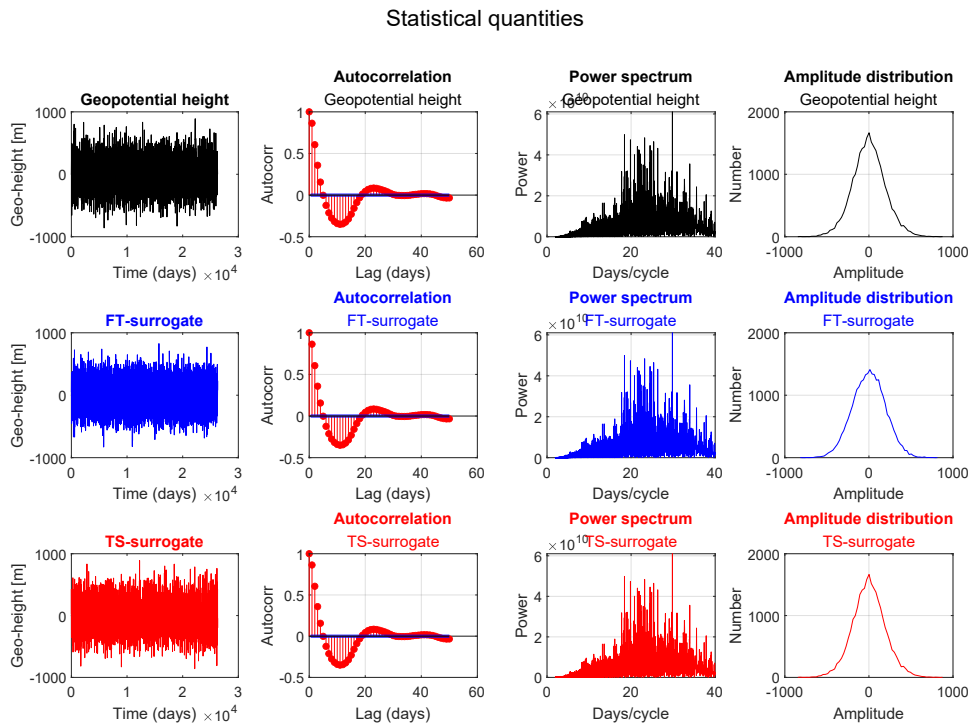 Statistical quantities
Geopotential height
Geo-height [m]
1000
0
-1000
0 1 2 3
Time (days) ×10^4
Autocorrelation
Geopotential height
Autocorr
1
0.5
0
-0.5
0 20 40 60
Lag (days)
Power spectrum
Geopotential height
×10^10
Power
6
4
2
0
0 20 40
Days/cycle
Amplitude distribution
Geopotential height
Number
2000
1000
0
-1000 0 1000
Amplitude
FT-surrogate
Geo-height [m]
1000
0
-1000
0 1 2 3
Time (days) ×10^4
Autocorrelation
FT-surrogate
Autocorr
1
0.5
0
-0.5
0 20 40 60
Lag (days)
Power spectrum
FT-surrogate
×10^10
Power
6
4
2
0
0 20 40
Days/cycle
Amplitude distribution
FT-surrogate
Number
2000
1000
0
-1000 0 1000
Amplitude
TS-surrogate
Geo-height [m]
1000
0
-1000
0 1 2 3
Time (days) ×10^4
Autocorrelation
TS-surrogate
Autocorr
1
0.5
0
-0.5
0 20 40 60
Lag (days)
Power spectrum
TS-surrogate
×10^10
Power
6
4
2
0
0 20 40
Days/cycle
Amplitude distribution
TS-surrogate
Number
2000
1000
0
-1000 0 1000
Amplitude